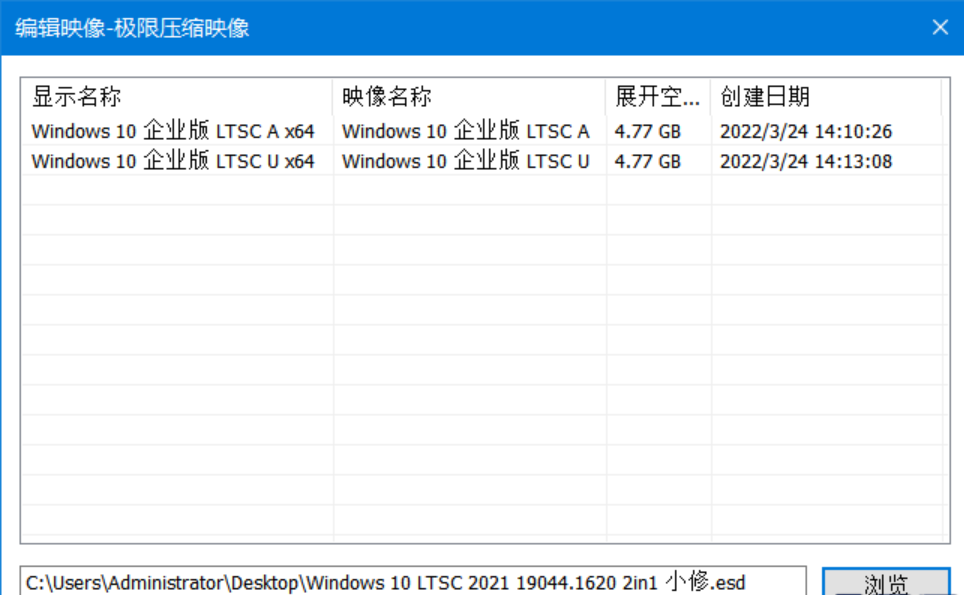 编辑映像-极限压缩映像
显示名称 映像名称 展开空... 创建日期
Windows 10 企业版 LTSC A x64 Windows 10 企业版 LTSC A 4.77 GB 2022/3/24 14:10:26
Windows 10 企业版 LTSC U x64 Windows 10 企业版 LTSC U 4.77 GB 2022/3/24 14:13:08
C:\Users\Administrator\Desktop\Windows 10 LTSC 2021 19044.1620 2in1 小修.esd 浏览